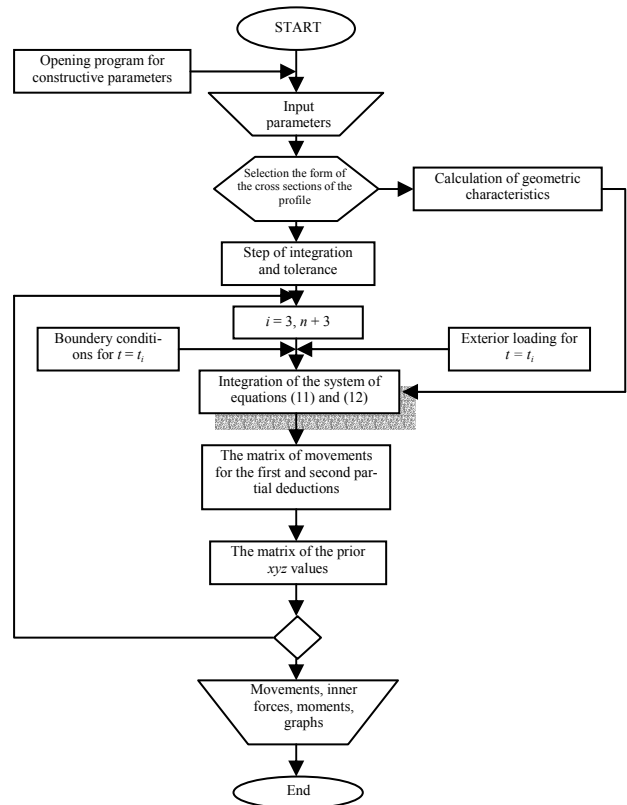 START
Opening program for
constructive parameters
Input
parameters
Selection the form of
the cross sections of the
profile
Calculation of geometric
characteristics
Step of integration
and tolerance
i = 3, n + 3
Boundery conditi-
ons for t = tᵢ
Exterior loading for
t = tᵢ
Integration of the system of
equations (11) and (12)
The matrix of movements
for the first and second par-
tial deductions
The matrix of the prior
xyz values
Movements, inner
forces, moments,
graphs
End